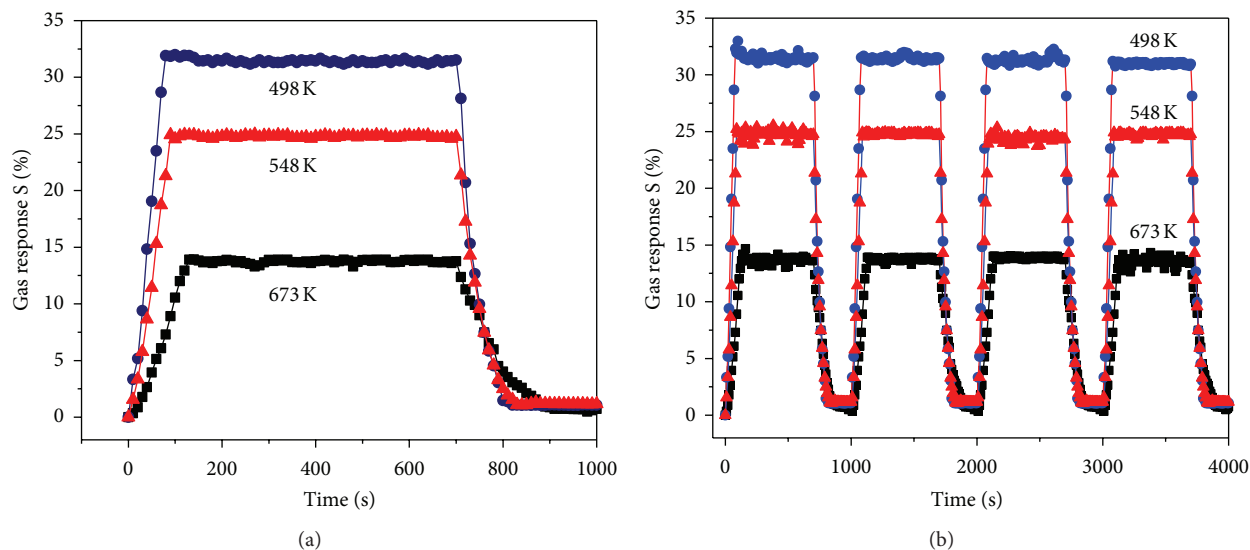 35
30
25
20
15
10
5
0
Gas response S (%)
498 K
548 K
673 K
0 200 400 600 800 1000
Time (s)
(a)
35
30
25
20
15
10
5
0
Gas response S (%)
498 K
548 K
673 K
0 1000 2000 3000 4000
Time (s)
(b)